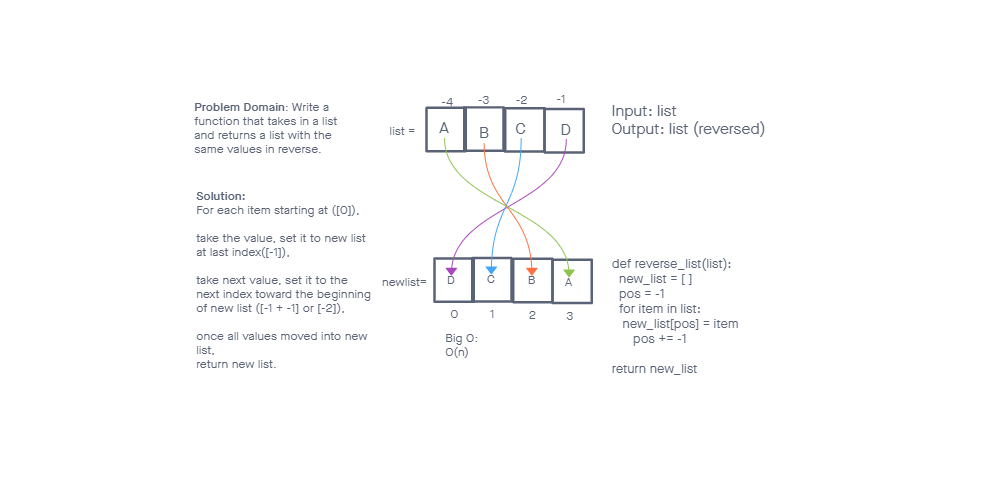 Problem Domain: Write a
function that takes in a list
and returns a list with the
same values in reverse.
Solution:
For each item starting at ([0]),
take the value, set it to new list
at last index([-1]),
take next value, set it to the
next index toward the beginning
of new list ([-1 + -1] or [-2]),
once all values moved into new
list,
return new list.
-4 -3 -2 -1
list = A B C D
newlist= D C B A
0 1 2 3
Big O:
O(n)
Input: list
Output: list (reversed)
def reverse_list(list):
new_list = [ ]
pos = -1
for item in list:
new_list[pos] = item
pos += -1
return new_list